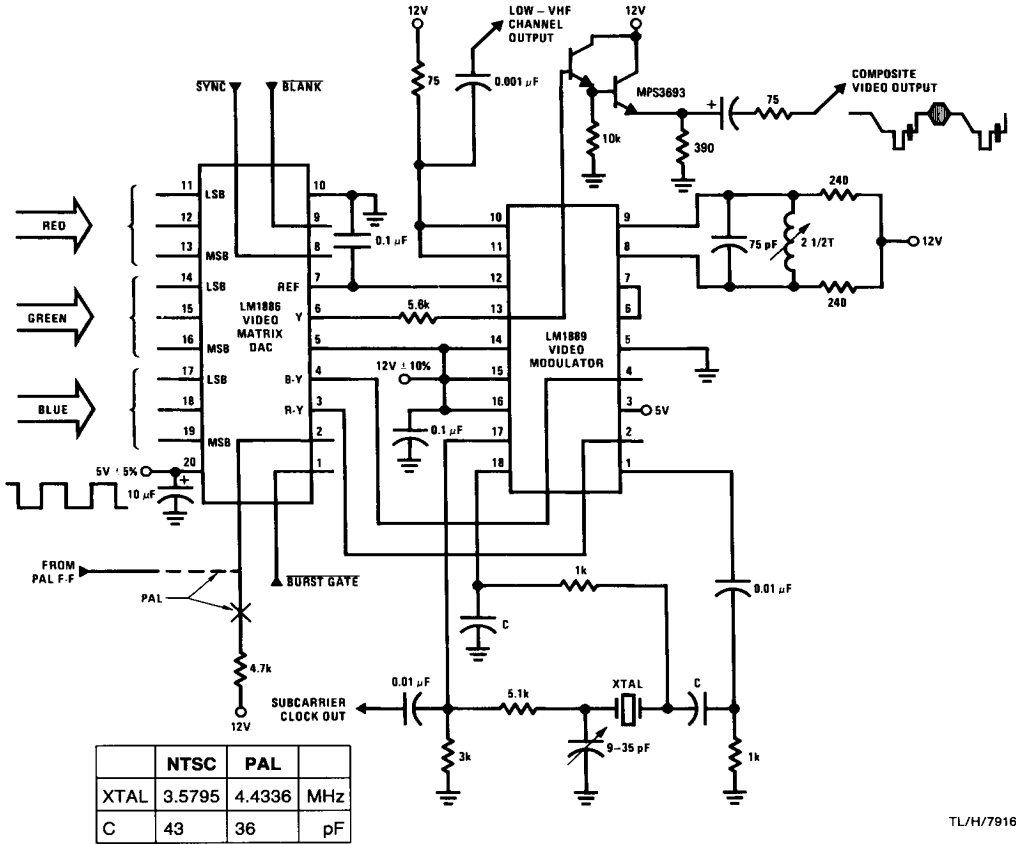 12V
LOW – VHF
CHANNEL
OUTPUT
12V
75
0.001 μF
SYNC
BLANK
MPS3693
COMPOSITE
VIDEO OUTPUT
+
75
10k
390
RED
GREEN
BLUE
11
12
13
14
15
16
17
18
19
20
LSB
MSB
LSB
MSB
LSB
MSB
LM1886
VIDEO
MATRIX
DAC
REF
Y
B-Y
R-Y
10
9
8
7
6
5
4
3
2
1
0.1 μF
5.6k
12V ± 10%
0.1 μF
10
11
12
13
14
15
16
17
18
LM1889
VIDEO
MODULATOR
9
8
7
6
5
4
3
2
1
75 pF
2 1/2T
240
240
12V
5V
5V ± 5%
+
10 μF
FROM
PAL F-F
PAL
BURST GATE
4.7k
12V
1k
C
0.01 μF
0.01 μF
SUBCARRIER
CLOCK OUT
5.1k
XTAL
C
3k
9–35 pF
1k
NTSC PAL
XTAL 3.5795 4.4336 MHz
C 43 36 pF
TL/H/7916